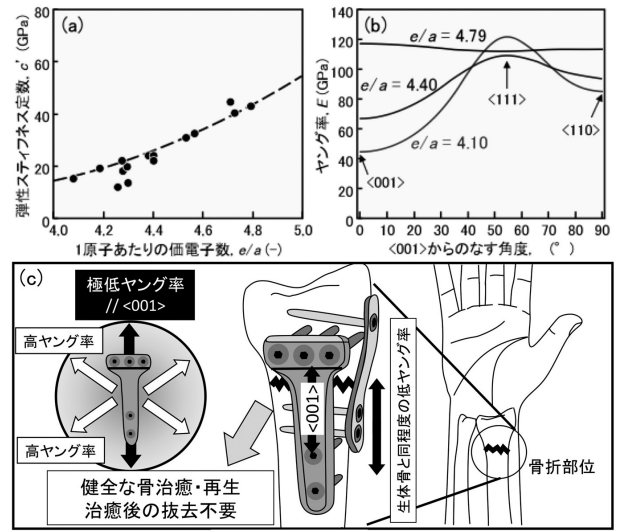 (a)
弾性スティフネス定数, c' (GPa)
80
60
40
20
0
4.0
4.2
4.4
4.6
4.8
5.0
1原子あたりの価電子数, e/a (-)
(b)
ヤング率, E (GPa)
140
120
100
80
60
40
20
0
0
10
20
30
40
50
60
70
80
90
e/a = 4.79
e/a = 4.40
e/a = 4.10
<111>
<110>
<001>
<001>からのなす角度, (°)
(c)
極低ヤング率
// <001>
高ヤング率
高ヤング率
<001>
生体骨と同程度の低ヤング率
健全な骨治癒・再生
治癒後の抜去不要
骨折部位